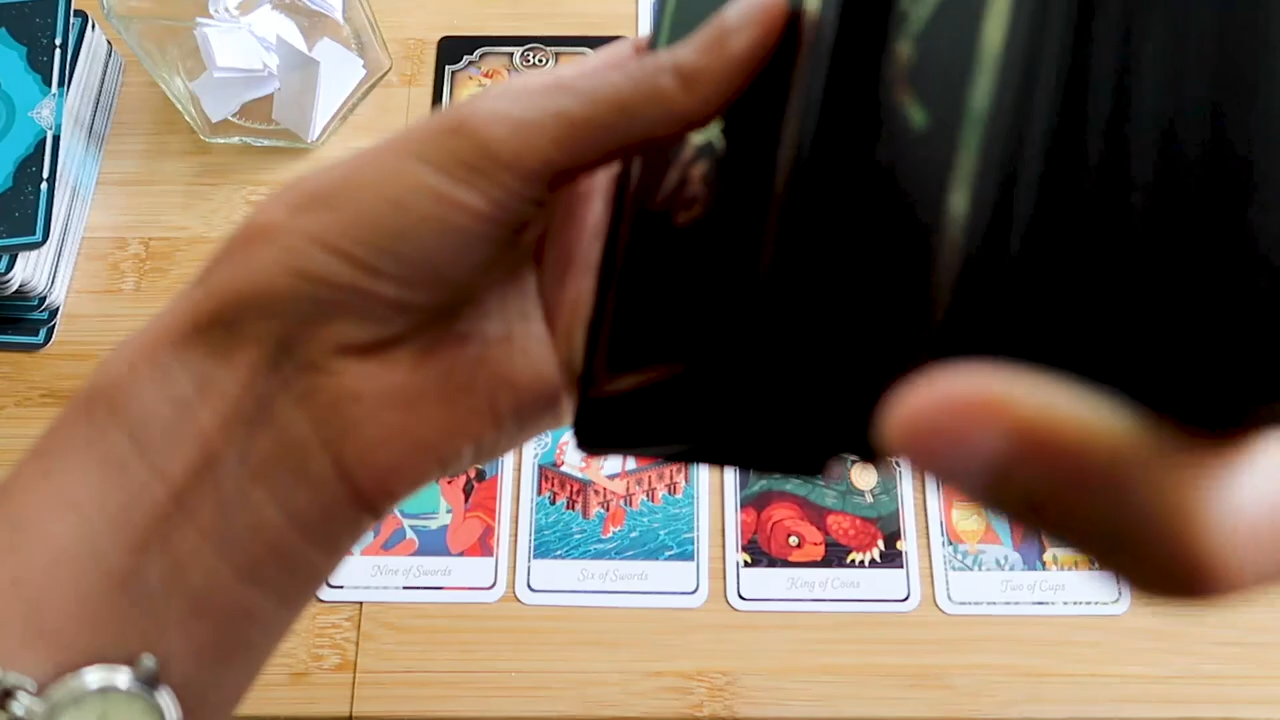 36
Nine of Swords
Six of Swords
King of Coins
Two of Cups